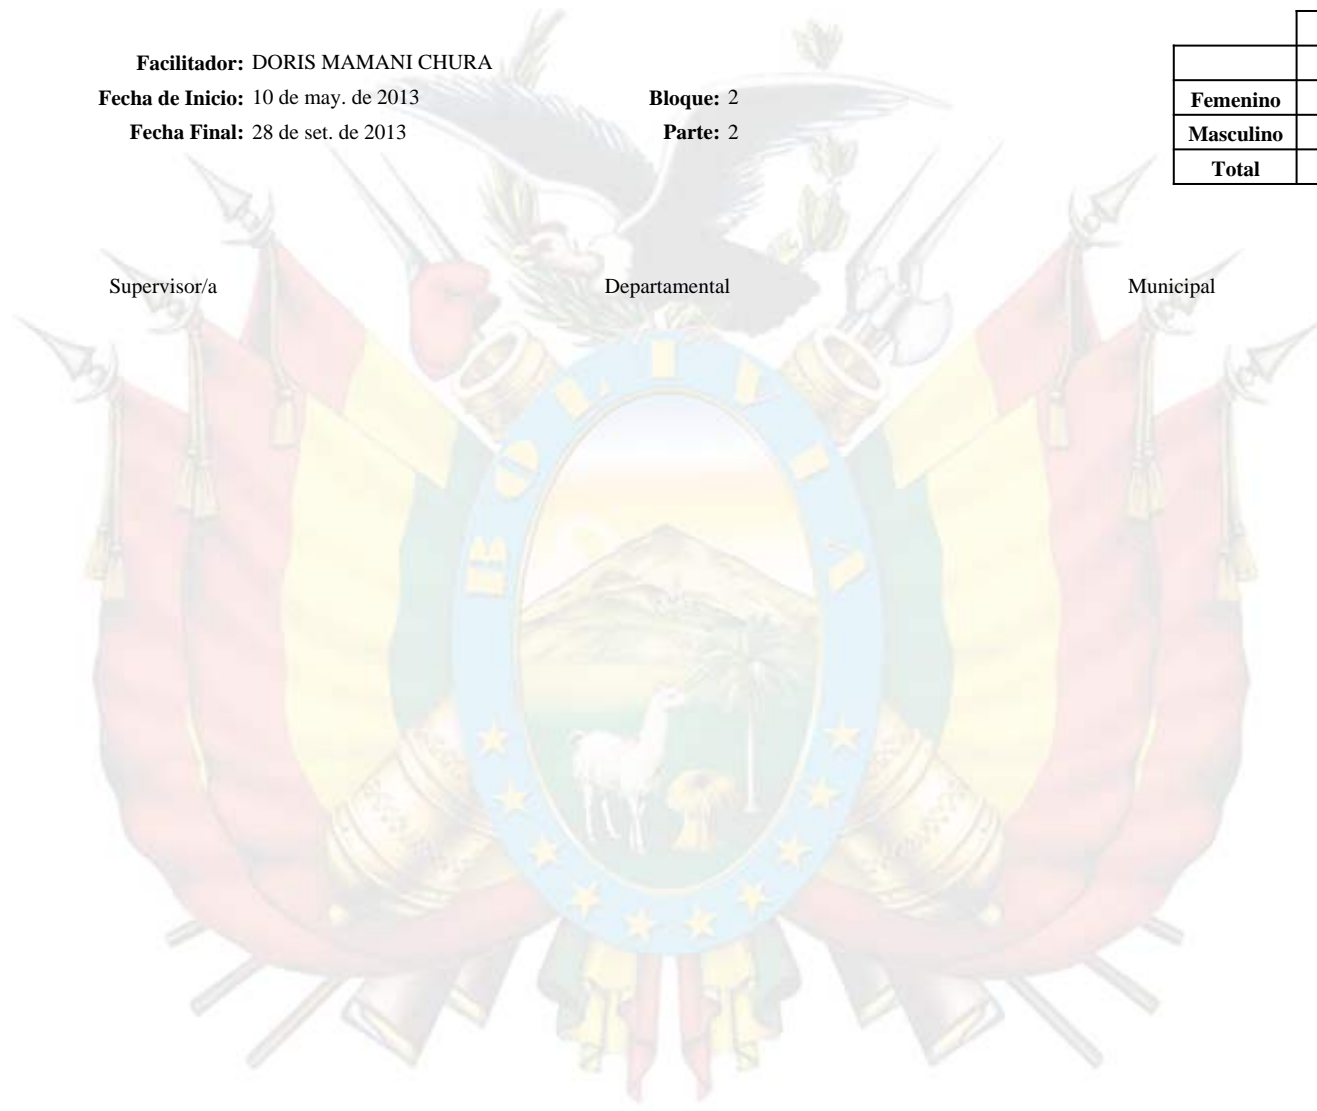 Facilitador: DORIS MAMANI CHURA
Fecha de Inicio: 10 de may. de 2013 Bloque: 2
Femenino
Fecha Final: 28 de set. de 2013 Parte: 2
Masculino
Total
Supervisor/a Departamental Municipal
BOLIVIA